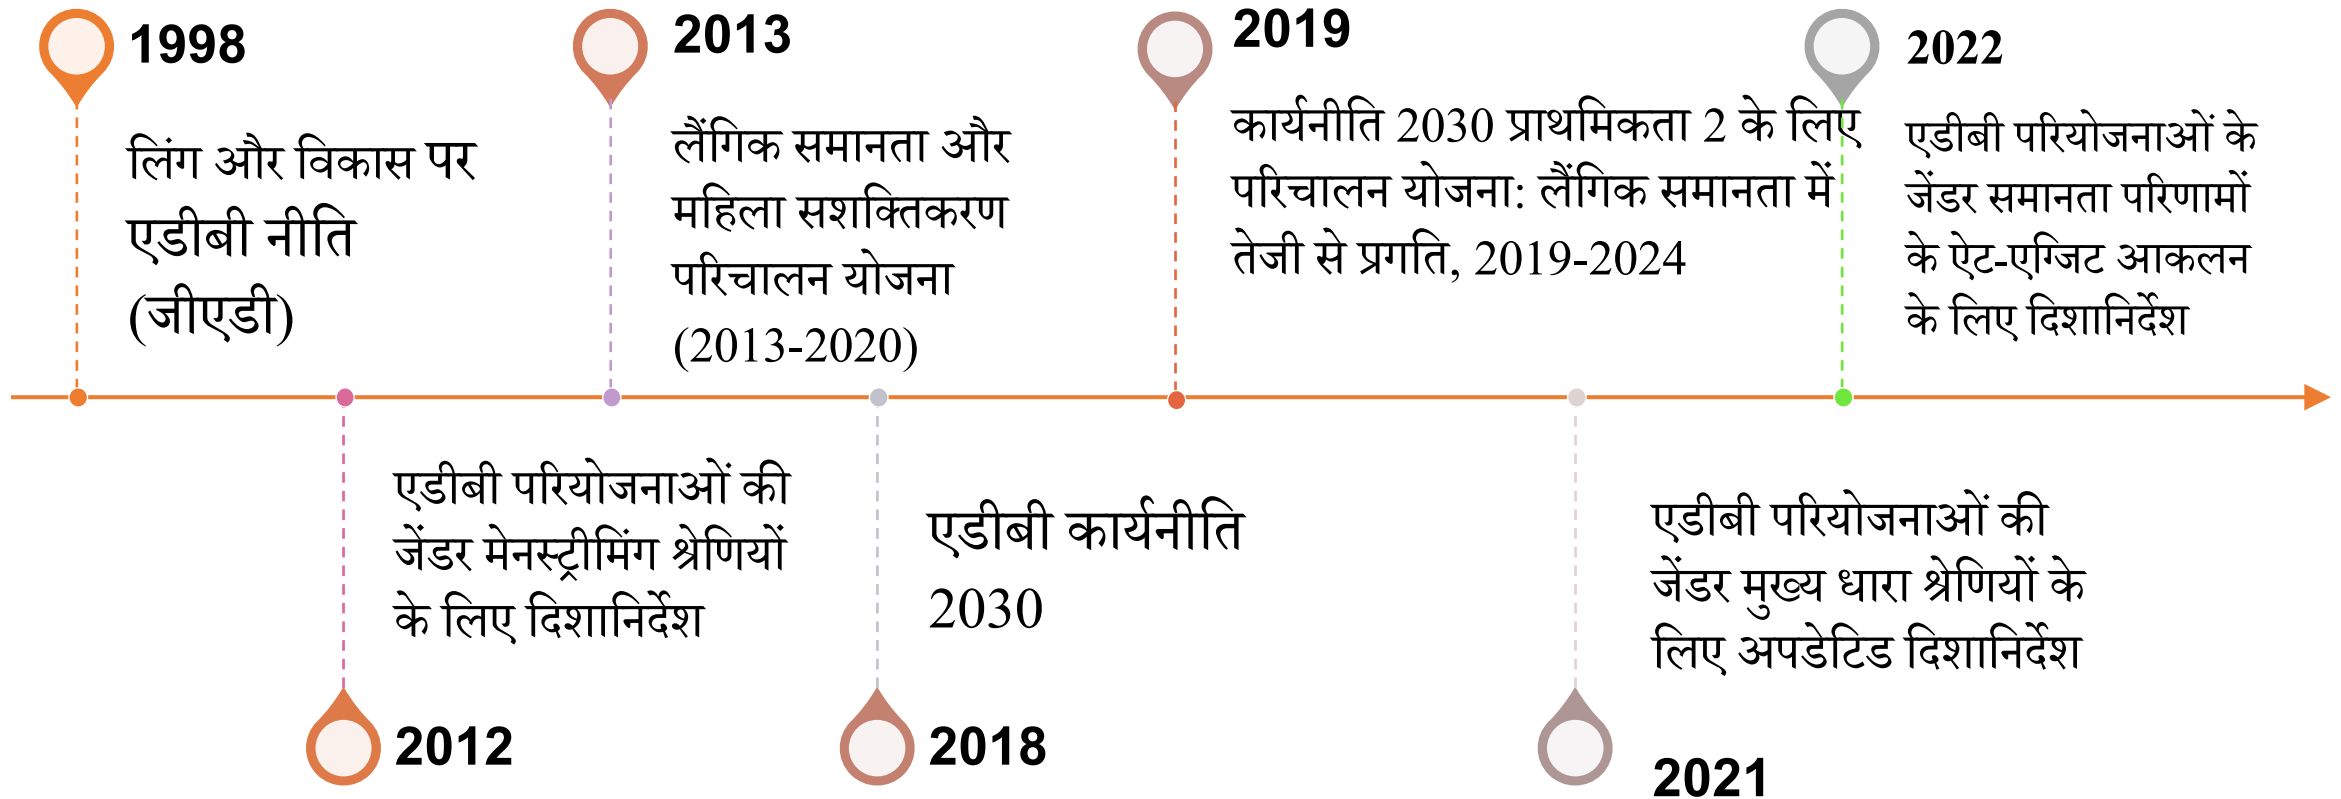 1998
लिंग और विकास पर
एडीबी नीति
(जीएडी)
2012
एडीबी परियोजनाओं की
जेंडर मेनस्ट्रीमिंग श्रेणियों
के लिए दिशानिर्देश
2013
लैंगिक समानता और
महिला सशक्तिकरण
परिचालन योजना
(2013-2020)
2018
एडीबी कार्यनीति
2030
2019
कार्यनीति 2030 प्राथमिकता 2 के लिए
परिचालन योजना: लैंगिक समानता में
तेजी से प्रगति, 2019-2024
2021
एडीबी परियोजनाओं की
जेंडर मुख्य धारा श्रेणियों के
लिए अपडेटिड दिशानिर्देश
2022
एडीबी परियोजनाओं के
जेंडर समानता परिणामों
के ऐट-एग्जिट आकलन
के लिए दिशानिर्देश